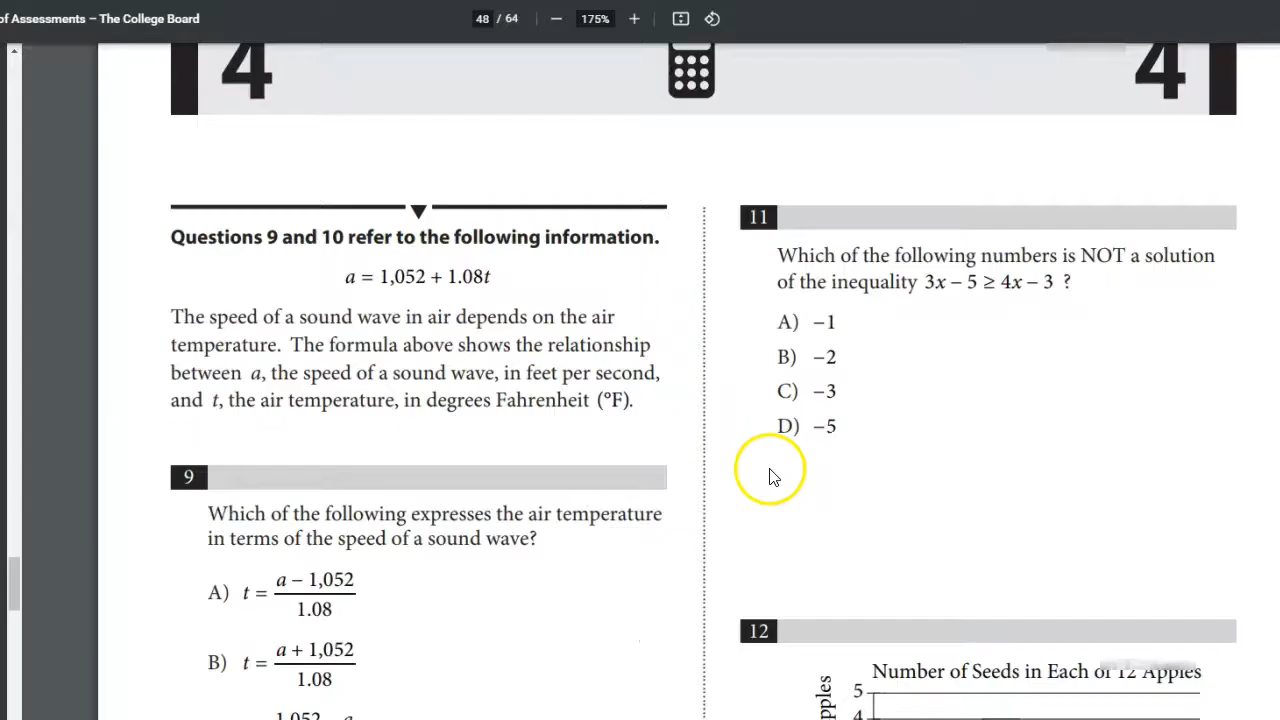 of Assessments – The College Board
48 / 64
175%
4
4
Questions 9 and 10 refer to the following information.
a = 1,052 + 1.08t
The speed of a sound wave in air depends on the air
temperature. The formula above shows the relationship
between a, the speed of a sound wave, in feet per second,
and t, the air temperature, in degrees Fahrenheit (°F).
9
Which of the following expresses the air temperature
in terms of the speed of a sound wave?
A) t = a − 1,052
1.08
B) t = a + 1,052
1.08
1,052 a
11
Which of the following numbers is NOT a solution
of the inequality 3x − 5 ≥ 4x − 3 ?
A) −1
B) −2
C) −3
D) −5
12
Number of Seeds in Each of 12 Apples
5
4